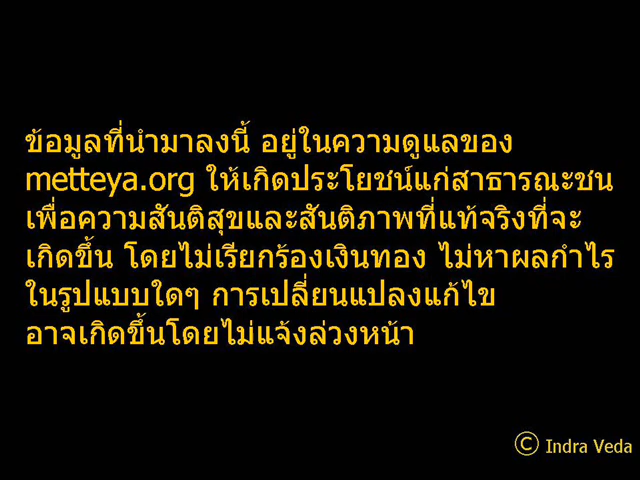 ข้อมูลที่นำมาลงนี้ อยู่ในความดูแลของ
metteya.org ให้เกิดประโยชน์แก่สาธารณะชน
เพื่อความสันติสุขและสันติภาพที่แท้จริงที่จะ
เกิดขึ้น โดยไม่เรียกร้องเงินทอง ไม่หาผลกำไร
ในรูปแบบใดๆ การเปลี่ยนแปลงแก้ไข
อาจเกิดขึ้นโดยไม่แจ้งล่วงหน้า
© Indra Veda